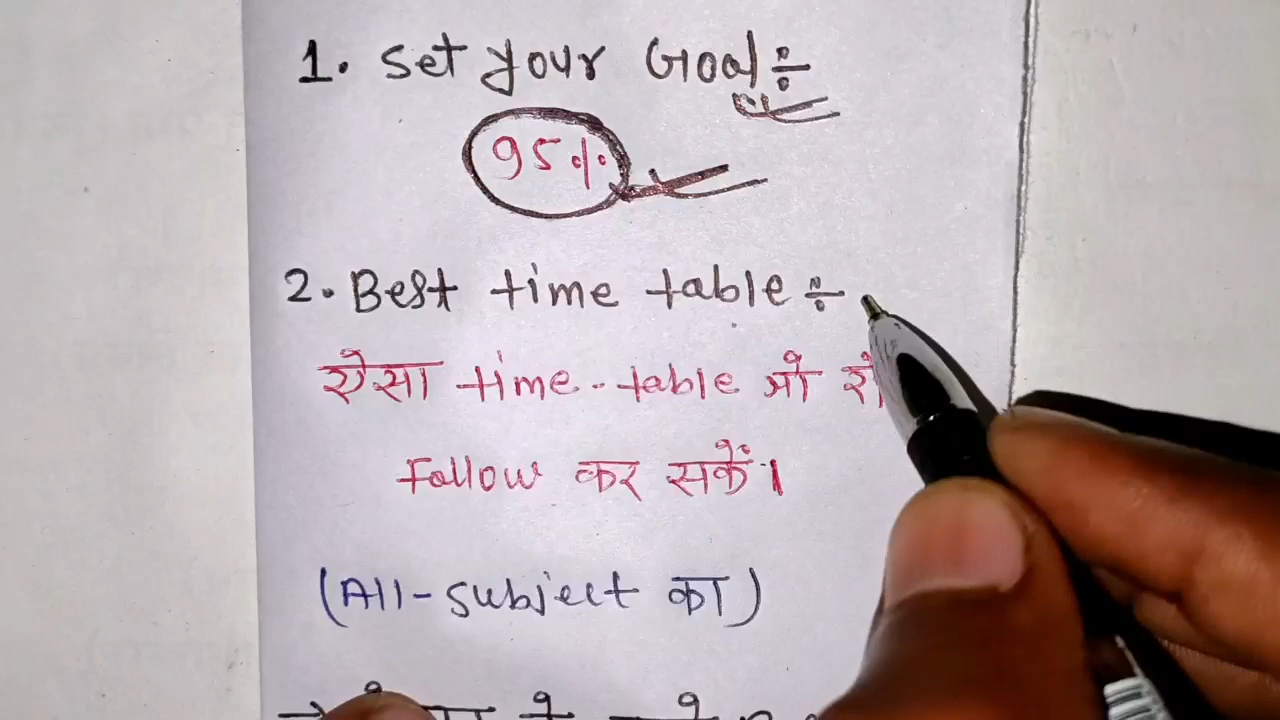 1. Set your Goal÷
95%
2. Best time table ÷
ऐसा time-table जो
Follow कर सकें।
(All-subject का)